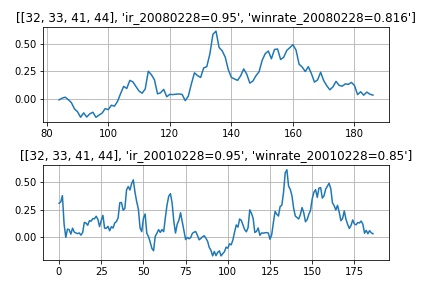 [[32, 33, 41, 44], 'ir_20080228=0.95', 'winrate_20080228=0.816']
0.50
0.25
0.00
80 100 120 140 160 180
[[32, 33, 41, 44], 'ir_20010228=0.95', 'winrate_20010228=0.85']
0.50
0.25
0.00
0 25 50 75 100 125 150 175